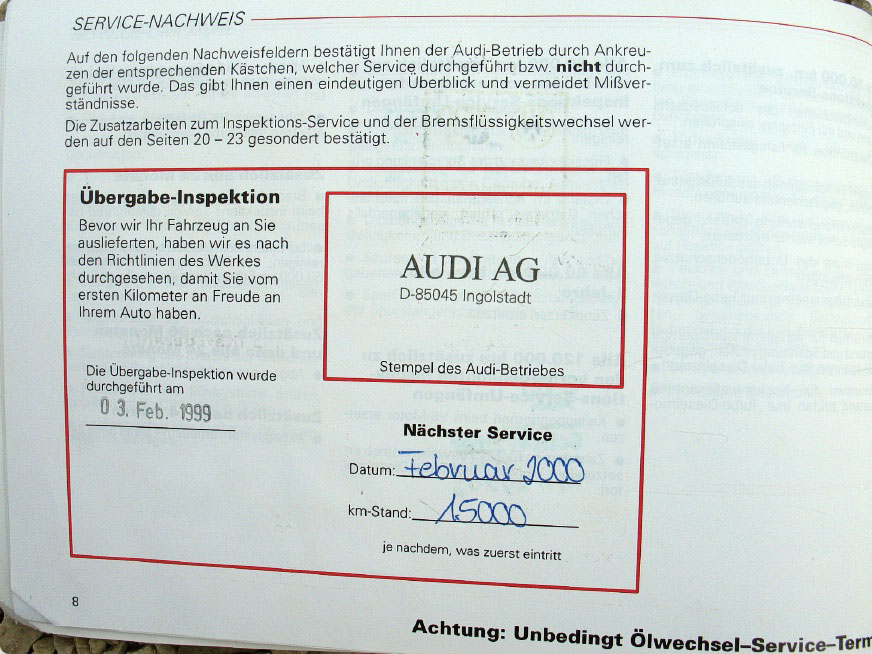 SERVICE-NACHWEIS
Auf den folgenden Nachweisfeldern bestätigt Ihnen der Audi-Betrieb durch Ankreu-
zen der entsprechenden Kästchen, welcher Service durchgeführt bzw. nicht durch-
geführt wurde. Das gibt Ihnen einen eindeutigen Überblick und vermeidet Mißver-
ständnisse.
Die Zusatzarbeiten zum Inspektions-Service und der Bremsflüssigkeitswechsel wer-
den auf den Seiten 20 – 23 gesondert bestätigt.
Übergabe-Inspektion
Bevor wir Ihr Fahrzeug an Sie
auslieferten, haben wir es nach
den Richtlinien des Werkes
durchgesehen, damit Sie vom
ersten Kilometer an Freude an
Ihrem Auto haben.
Die Übergabe-Inspektion wurde
durchgeführt am
03. Feb. 1999
AUDI AG
D-85045 Ingolstadt
Stempel des Audi-Betriebes
Nächster Service
Datum: Februar 2000
km-Stand: 15000
je nachdem, was zuerst eintritt
8
Achtung: Unbedingt Ölwechsel–Service–Term